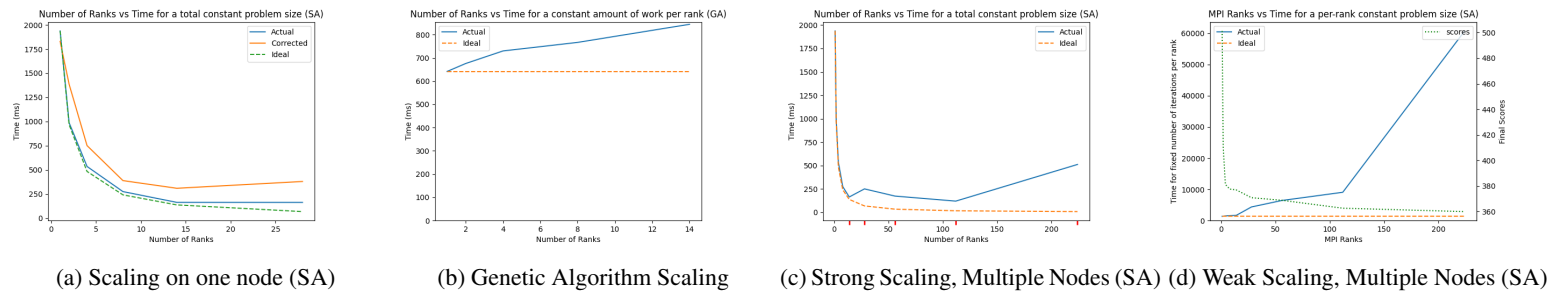 Number of Ranks vs Time for a total constant problem size (SA)
2000
1750
1500
1250
1000
750
500
250
0
Time (ms)
0
5
10
15
20
25
Number of Ranks
Actual
Corrected
Ideal
(a) Scaling on one node (SA)
Number of Ranks vs Time for a constant amount of work per rank (GA)
800
700
600
500
400
300
200
100
0
Time (ms)
2
4
6
8
10
12
14
Number of Ranks
Actual
Ideal
(b) Genetic Algorithm Scaling
Number of Ranks vs Time for a total constant problem size (SA)
2000
1750
1500
1250
1000
750
500
250
0
Time (ms)
0
50
100
150
200
Number of Ranks
Actual
Ideal
(c) Strong Scaling, Multiple Nodes (SA)
MPI Ranks vs Time for a per-rank constant problem size (SA)
60000
50000
40000
30000
20000
10000
0
Time for fixed number of iterations per rank
0
50
100
150
200
MPI Ranks
Actual
Ideal
scores
500
480
460
440
420
400
380
360
Final Scores
(d) Weak Scaling, Multiple Nodes (SA)